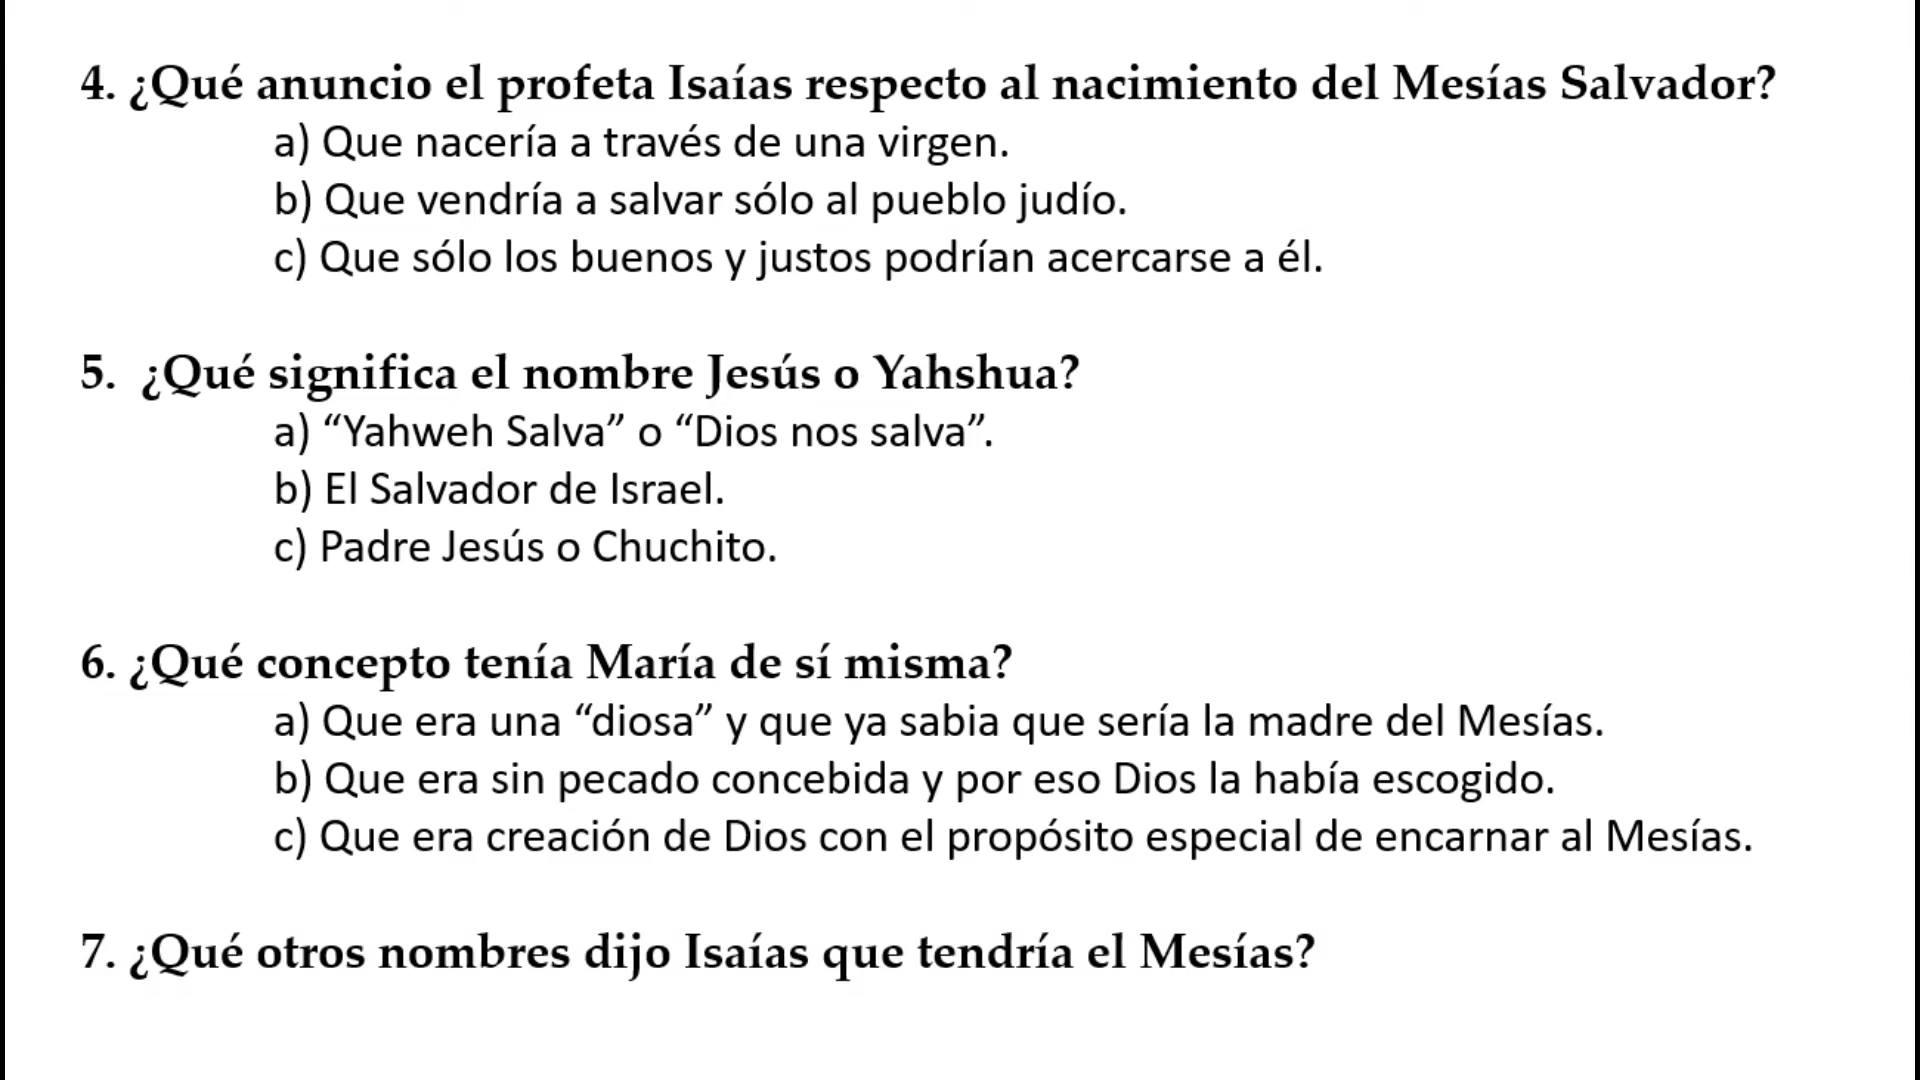 4. ¿Qué anuncio el profeta Isaías respecto al nacimiento del Mesías Salvador?
a) Que nacería a través de una virgen.
b) Que vendría a salvar sólo al pueblo judío.
c) Que sólo los buenos y justos podrían acercarse a él.
5. ¿Qué significa el nombre Jesús o Yahshua?
a) “Yahweh Salva” o “Dios nos salva”.
b) El Salvador de Israel.
c) Padre Jesús o Chuchito.
6. ¿Qué concepto tenía María de sí misma?
a) Que era una “diosa” y que ya sabia que sería la madre del Mesías.
b) Que era sin pecado concebida y por eso Dios la había escogido.
c) Que era creación de Dios con el propósito especial de encarnar al Mesías.
7. ¿Qué otros nombres dijo Isaías que tendría el Mesías?